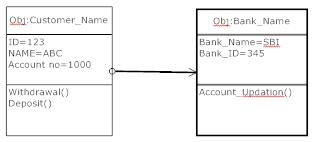 Obj:Customer_Name
ID=123
NAME=ABC
Account no=1000
Withdrawal()
Deposit()
Obj:Bank_Name
Bank_Name=SBI
Bank_ID=345
Account_Updation()